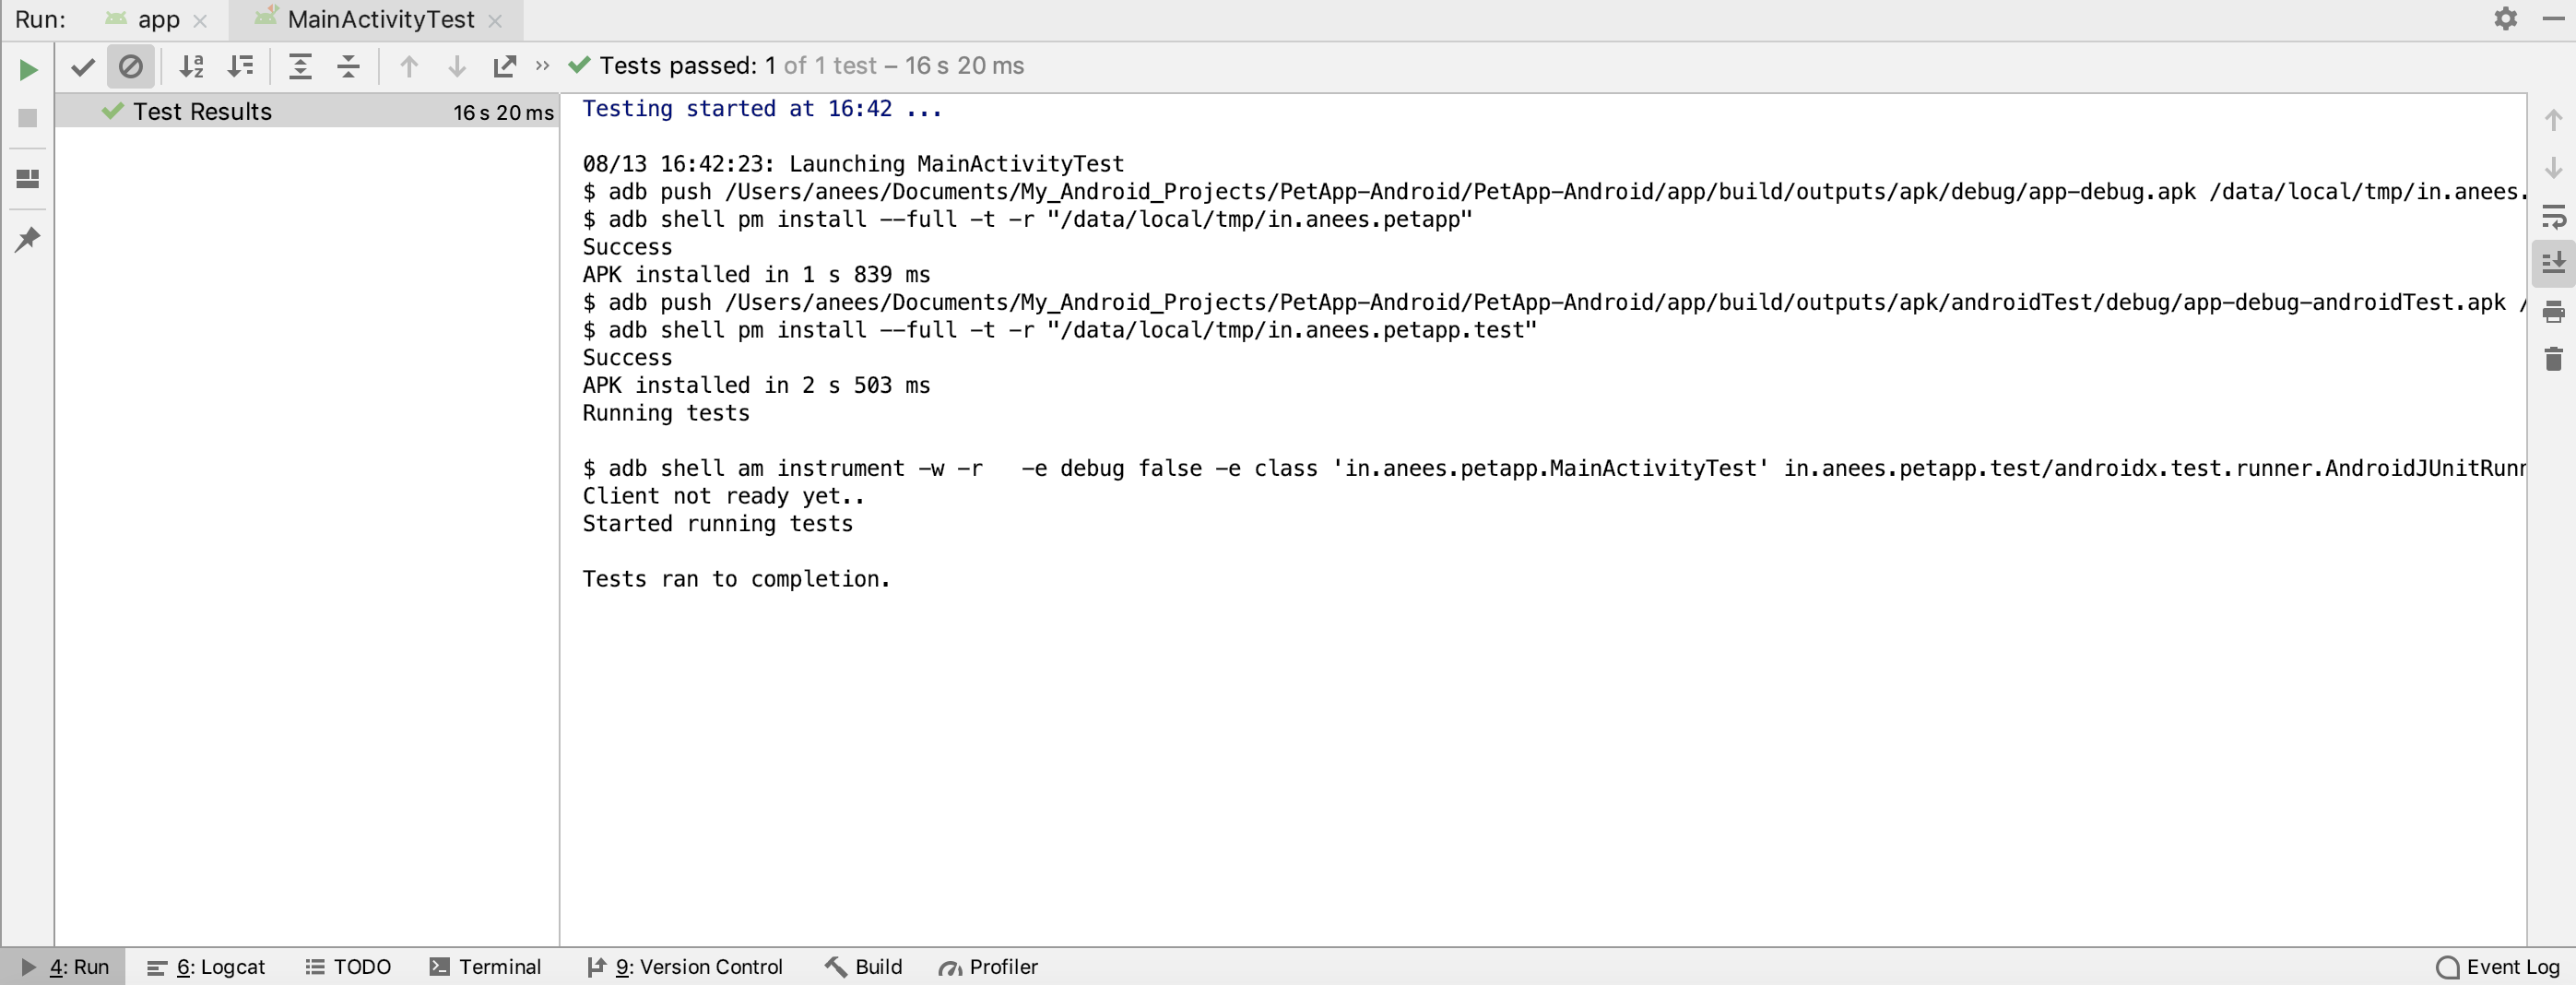 Run: app MainActivityTest
Tests passed: 1 of 1 test – 16 s 20 ms
Test Results 16 s 20 ms
Testing started at 16:42 ...
08/13 16:42:23: Launching MainActivityTest
$ adb push /Users/anees/Documents/My_Android_Projects/PetApp-Android/PetApp-Android/app/build/outputs/apk/debug/app-debug.apk /data/local/tmp/in.anees.
$ adb shell pm install --full -t -r "/data/local/tmp/in.anees.petapp"
Success
APK installed in 1 s 839 ms
$ adb push /Users/anees/Documents/My_Android_Projects/PetApp-Android/PetApp-Android/app/build/outputs/apk/androidTest/debug/app-debug-androidTest.apk /
$ adb shell pm install --full -t -r "/data/local/tmp/in.anees.petapp.test"
Success
APK installed in 2 s 503 ms
Running tests
$ adb shell am instrument -w -r   -e debug false -e class 'in.anees.petapp.MainActivityTest' in.anees.petapp.test/androidx.test.runner.AndroidJUnitRunn
Client not ready yet..
Started running tests
Tests ran to completion.
4: Run 6: Logcat TODO Terminal 9: Version Control Build Profiler Event Log